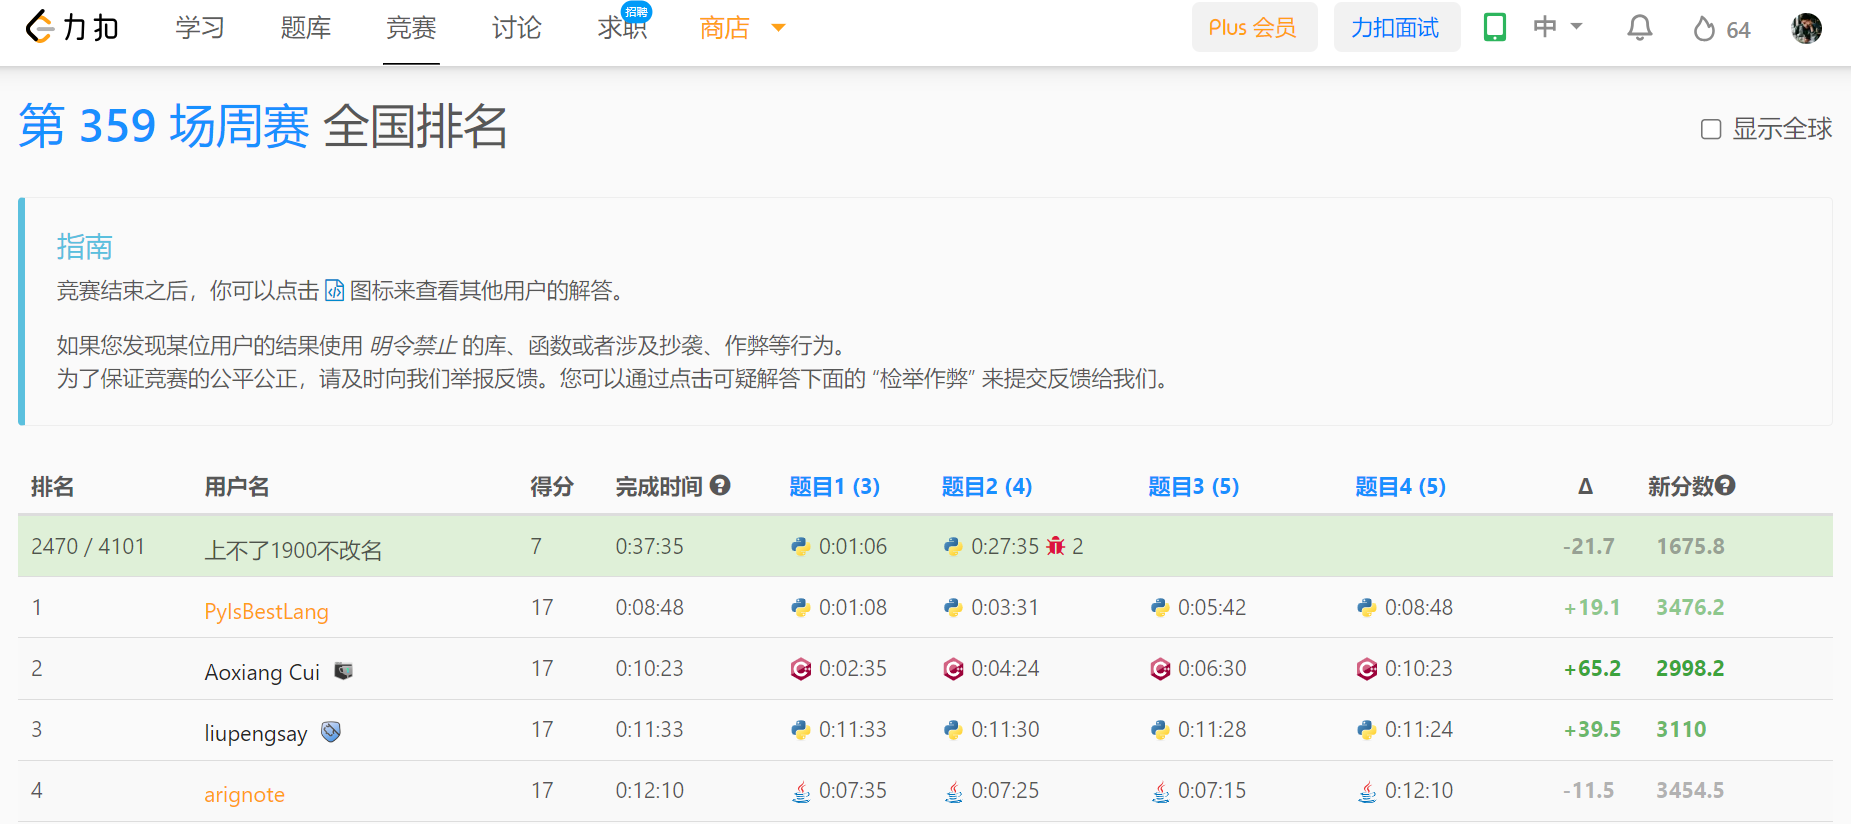 力扣 学习 题库 竞赛 讨论 求职 招聘 商店 Plus 会员 力扣面试 中 64
第 359 场周赛 全国排名 显示全球
指南
竞赛结束之后，你可以点击 图标来查看其他用户的解答。
如果您发现某位用户的结果使用 明令禁止 的库、函数或者涉及抄袭、作弊等行为。
为了保证竞赛的公平公正，请及时向我们举报反馈。您可以通过点击可疑解答下面的 “检举作弊” 来提交反馈给我们。
排名 用户名 得分 完成时间 题目1 (3) 题目2 (4) 题目3 (5) 题目4 (5) Δ 新分数
2470 / 4101 上不了1900不改名 7 0:37:35 0:01:06 0:27:35 2 -21.7 1675.8
1 PyIsBestLang 17 0:08:48 0:01:08 0:03:31 0:05:42 0:08:48 +19.1 3476.2
2 Aoxiang Cui 17 0:10:23 0:02:35 0:04:24 0:06:30 0:10:23 +65.2 2998.2
3 liupengsay 17 0:11:33 0:11:33 0:11:30 0:11:28 0:11:24 +39.5 3110
4 arignote 17 0:12:10 0:07:35 0:07:25 0:07:15 0:12:10 -11.5 3454.5